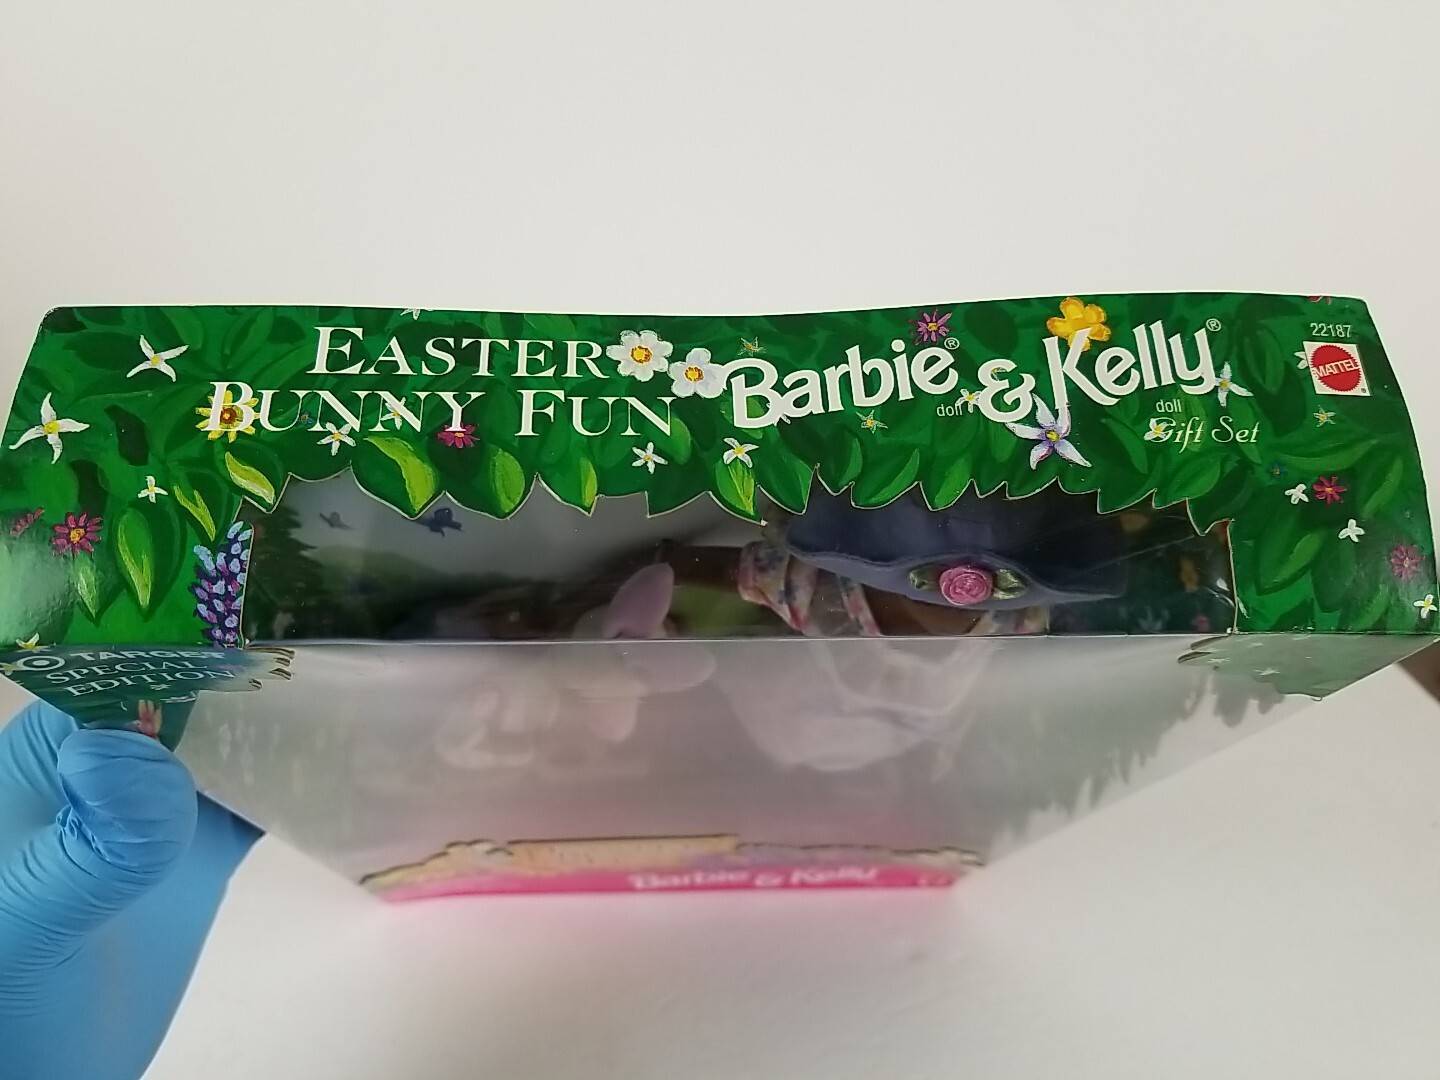 EASTER
BUNNY FUN
Barbie® & Kelly®
doll doll
Gift Set
22187
MATTEL
TARGET
SPECIAL
EDITION
Barbie & Kelly